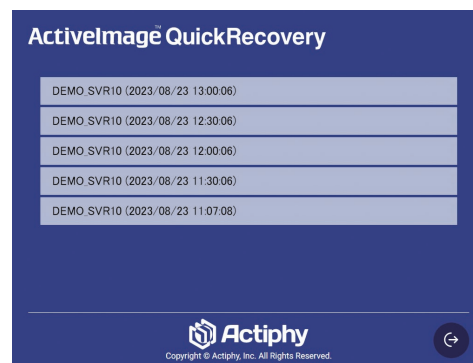 ActiveImage™ QuickRecovery
DEMO_SVR10 (2023/08/23 13:00:06)
DEMO_SVR10 (2023/08/23 12:30:06)
DEMO_SVR10 (2023/08/23 12:00:06)
DEMO_SVR10 (2023/08/23 11:30:06)
DEMO_SVR10 (2023/08/23 11:07:08)
Actiphy
Copyright © Actiphy, Inc. All Rights Reserved.